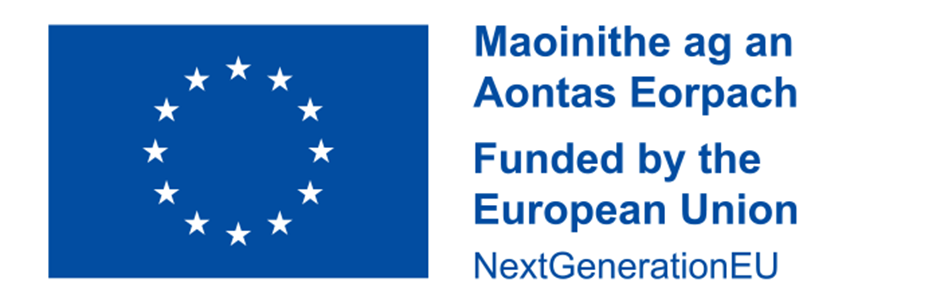 Maoinithe ag an
Aontas Eorpach
Funded by the
European Union
NextGenerationEU